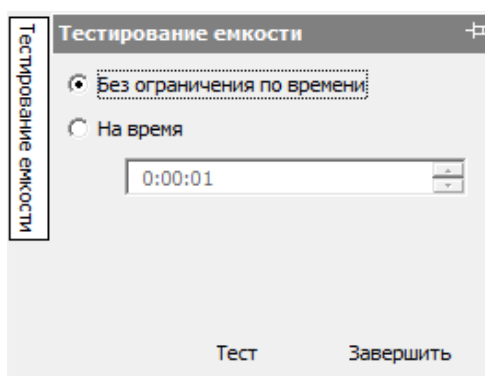 Тестирование емкости
Тестирование емкости
Без ограничения по времени
На время
0:00:01
Тест Завершить